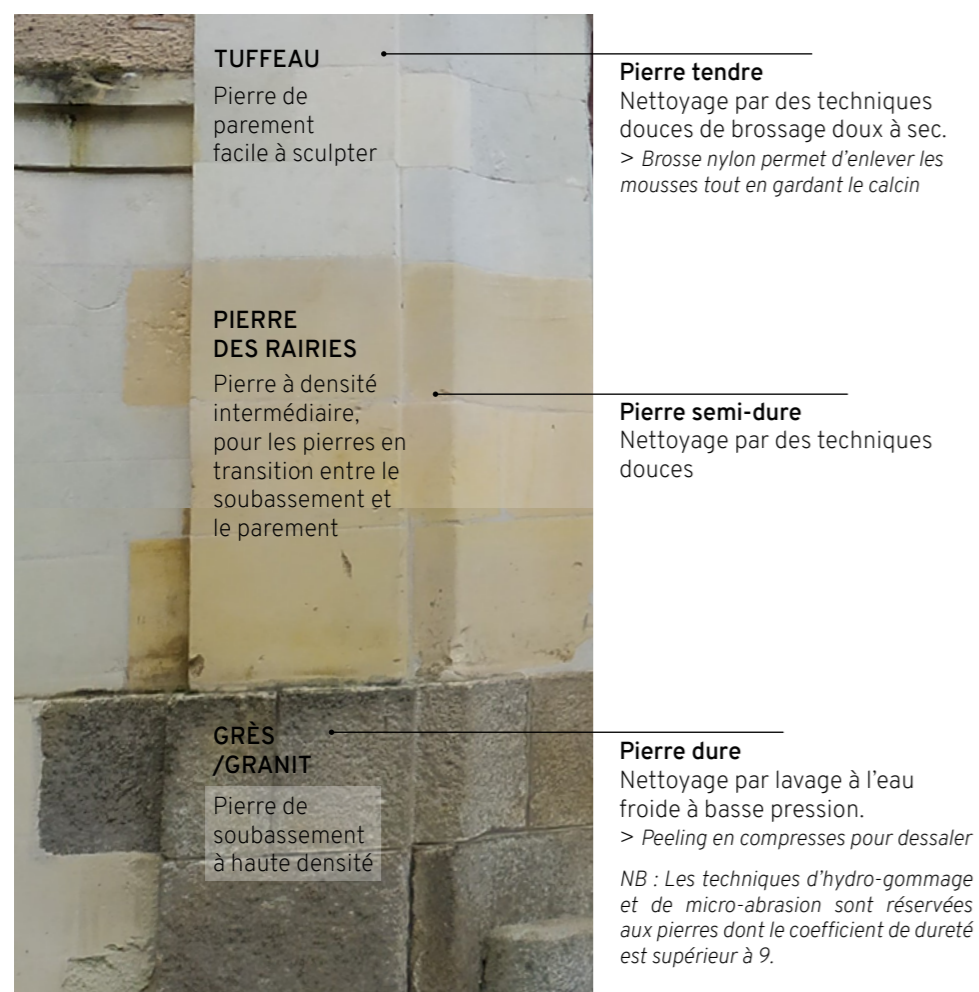 TUFFEAU
Pierre de
parement
facile à sculpter
Pierre tendre
Nettoyage par des techniques
douces de brossage doux à sec.
> Brosse nylon permet d'enlever les
mousses tout en gardant le calcin
PIERRE
DES RAIRIES
Pierre à densité
intermédiaire,
pour les pierres en
transition entre le
soubassement et
le parement
Pierre semi-dure
Nettoyage par des techniques
douces
GRÈS
/GRANIT
Pierre de
soubassement
à haute densité
Pierre dure
Nettoyage par lavage à l'eau
froide à basse pression.
> Peeling en compresses pour dessaler
NB : Les techniques d'hydro-gommage
et de micro-abrasion sont réservées
aux pierres dont le coefficient de dureté
est supérieur à 9.